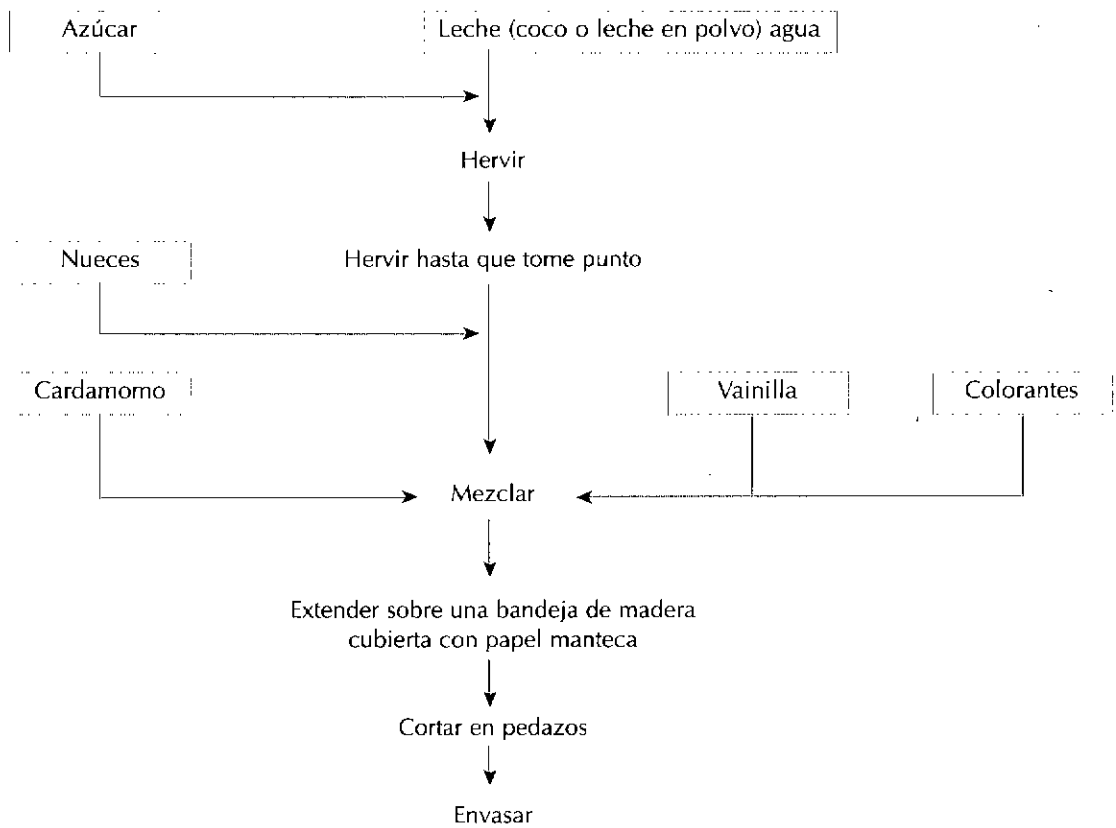 Azúcar
Leche (coco o leche en polvo) agua
Hervir
Nueces
Hervir hasta que tome punto
Cardamomo
Vainilla
Colorantes
Mezclar
Extender sobre una bandeja de madera
cubierta con papel manteca
Cortar en pedazos
Envasar